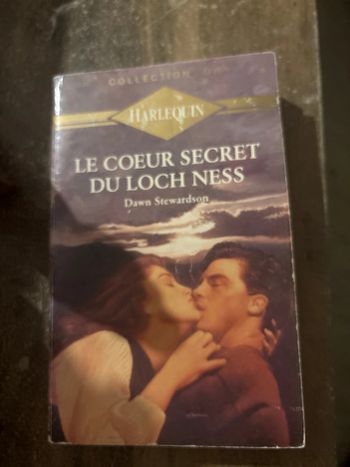 COLLECTION
HARLEQUIN
LE COEUR SECRET
DU LOCH NESS
Dawn Stewardson